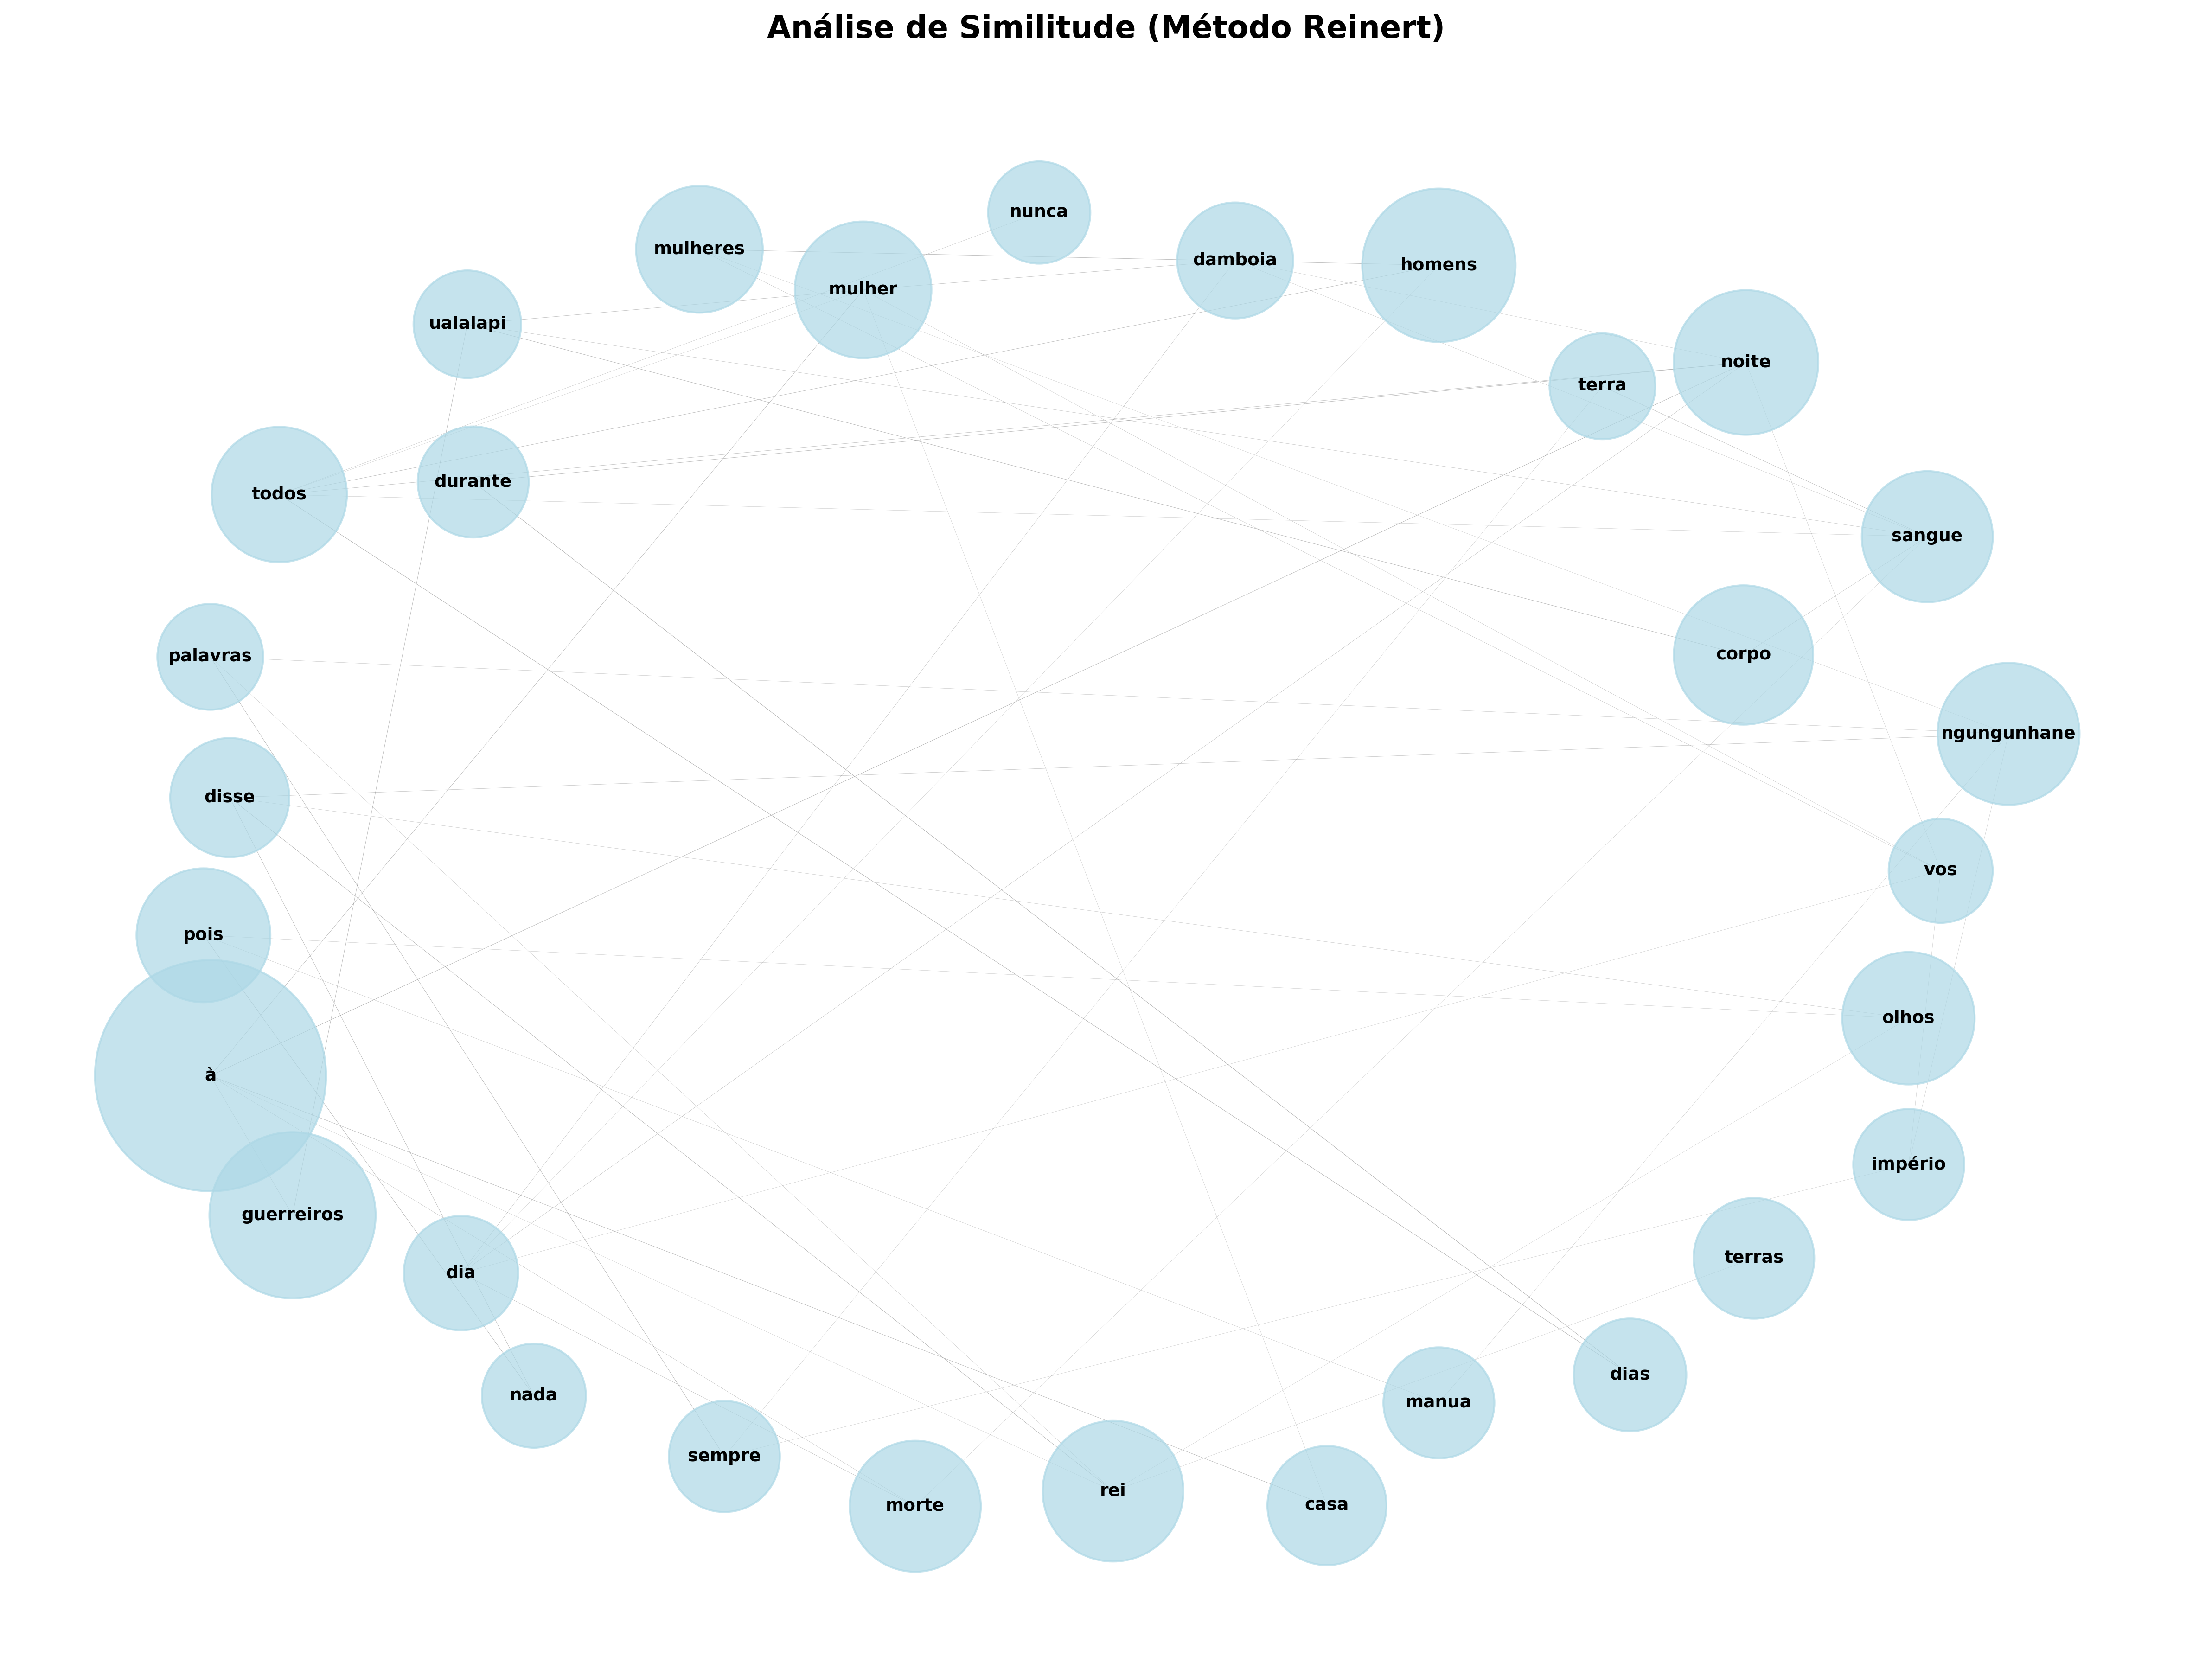 Análise de Similitude (Método Reinert)
nunca
mulheres
damboia
homens
mulher
ualalapi
noite
terra
durante
todos
sangue
corpo
palavras
ngungunhane
disse
vos
pois
olhos
à
império
guerreiros
terras
dia
dias
nada
manua
sempre
rei
casa
morte